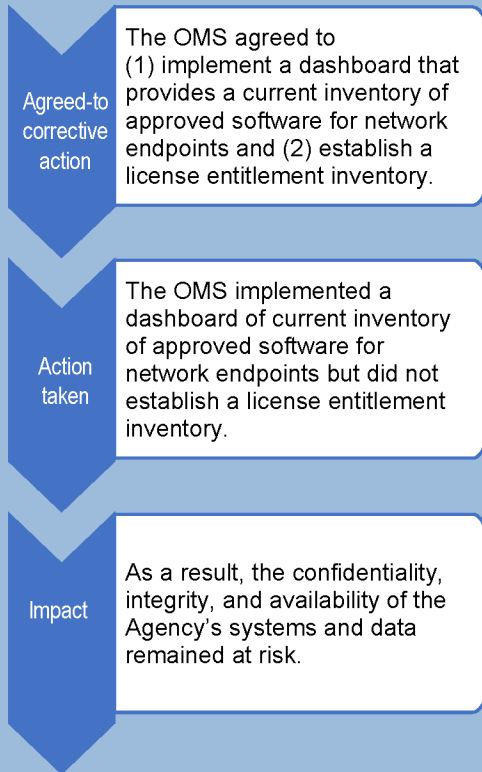 Agreed-to
corrective
action
The OMS agreed to
(1) implement a dashboard that
provides a current inventory of
approved software for network
endpoints and (2) establish a
license entitlement inventory.
Action
taken
The OMS implemented a
dashboard of current inventory
of approved software for
network endpoints but did not
establish a license entitlement
inventory.
Impact
As a result, the confidentiality,
integrity, and availability of the
Agency’s systems and data
remained at risk.